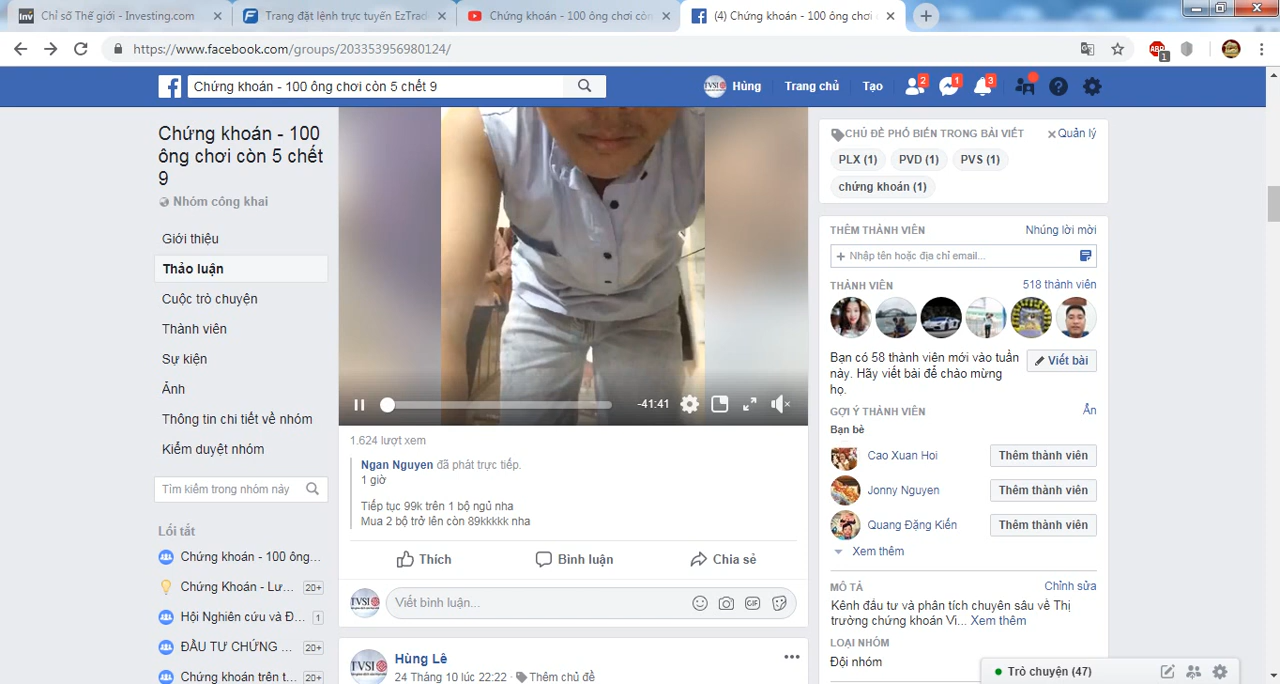 Chỉ số Thế giới - Investing.com
Trang đặt lệnh trực tuyến EzTrad
Chứng khoán - 100 ông chơi còn
(4) Chứng khoán - 100 ông chơi
https://www.facebook.com/groups/203353956980124/
ABP
1
Chứng khoán - 100 ông chơi còn 5 chết 9
TVSI
Hùng
Trang chủ
Tạo
2
1
3
Chứng khoán - 100
ông chơi còn 5 chết
9
Nhóm công khai
Giới thiệu
Thảo luận
Cuộc trò chuyện
Thành viên
Sự kiện
Ảnh
Thông tin chi tiết về nhóm
Kiểm duyệt nhóm
Tìm kiếm trong nhóm này
Lối tắt
Chứng khoán - 100 ông...
Chứng Khoán - Lư... 20+
Hội Nghiên cứu và Đ... 1
ĐẦU TƯ CHỨNG ... 20+
Chứng khoán trên t... 20+
-41:41
1.624 lượt xem
Ngan Nguyen đã phát trực tiếp.
1 giờ
Tiếp tục 99k trên 1 bộ ngủ nha
Mua 2 bộ trở lên còn 89kkkkk nha
Thích
Bình luận
Chia sẻ
TVSI
Viết bình luận...
GIF
TVSI
Hùng Lê
24 Tháng 10 lúc 22:22 · Thêm chủ đề
CHỦ ĐỀ PHỔ BIẾN TRONG BÀI VIẾT
Quản lý
PLX (1)
PVD (1)
PVS (1)
chứng khoán (1)
THÊM THÀNH VIÊN
Nhúng lời mời
+ Nhập tên hoặc địa chỉ email...
THÀNH VIÊN
518 thành viên
Bạn có 58 thành viên mới vào tuần
này. Hãy viết bài để chào mừng
họ.
Viết bài
GỢI Ý THÀNH VIÊN
Ẩn
Bạn bè
Cao Xuan Hoi
Thêm thành viên
Jonny Nguyen
Thêm thành viên
Quang Đặng Kiến
Thêm thành viên
Xem thêm
MÔ TẢ
Chỉnh sửa
Kênh đầu tư và phân tích chuyên sâu về Thị
trường chứng khoán Vi... Xem thêm
LOẠI NHÓM
Đội nhóm
Trò chuyện (47)